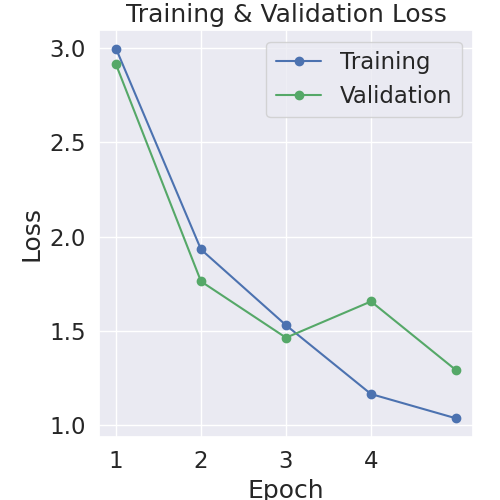 Training & Validation Loss
3.0
2.5
2.0
1.5
1.0
Loss
Training
Validation
1 2 3 4
Epoch